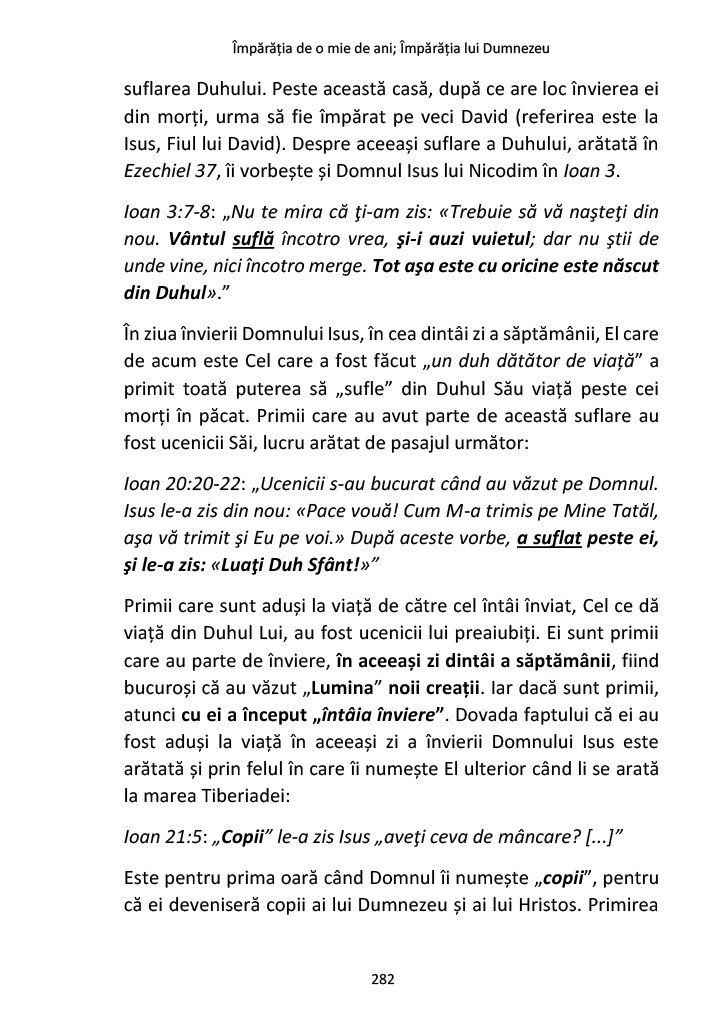 Împărăția de o mie de ani; Împărăția lui Dumnezeu
suflarea Duhului. Peste această casă, după ce are loc învierea ei
din morți, urma să fie împărat pe veci David (referirea este la
Isus, Fiul lui David). Despre aceeași suflare a Duhului, arătată în
Ezechiel 37, îi vorbește și Domnul Isus lui Nicodim în Ioan 3.
Ioan 3:7-8: „Nu te mira că ţi-am zis: «Trebuie să vă naşteţi din
nou. Vântul suflă încotro vrea, şi-i auzi vuietul; dar nu ştii de
unde vine, nici încotro merge. Tot aşa este cu oricine este născut
din Duhul».”
În ziua învierii Domnului Isus, în cea dintâi zi a săptămânii, El care
de acum este Cel care a fost făcut „un duh dătător de viață” a
primit toată puterea să „sufle” din Duhul Său viață peste cei
morți în păcat. Primii care au avut parte de această suflare au
fost ucenicii Săi, lucru arătat de pasajul următor:
Ioan 20:20-22: „Ucenicii s-au bucurat când au văzut pe Domnul.
Isus le-a zis din nou: «Pace vouă! Cum M-a trimis pe Mine Tatăl,
aşa vă trimit şi Eu pe voi.» După aceste vorbe, a suflat peste ei,
şi le-a zis: «Luaţi Duh Sfânt!»”
Primii care sunt aduși la viață de către cel întâi înviat, Cel ce dă
viață din Duhul Lui, au fost ucenicii lui preaiubiți. Ei sunt primii
care au parte de înviere, în aceeași zi dintâi a săptămânii, fiind
bucuroși că au văzut „Lumina” noii creații. Iar dacă sunt primii,
atunci cu ei a început „întâia înviere”. Dovada faptului că ei au
fost aduși la viață în aceeași zi a învierii Domnului Isus este
arătată și prin felul în care îi numește El ulterior când li se arată
la marea Tiberiadei:
Ioan 21:5: „Copii” le-a zis Isus „aveţi ceva de mâncare? [...]”
Este pentru prima oară când Domnul îi numește „copii”, pentru
că ei deveniseră copii ai lui Dumnezeu și ai lui Hristos. Primirea
282